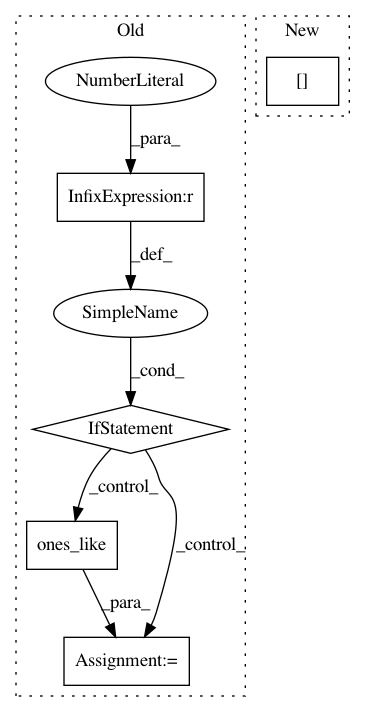 Old
New
NumberLiteral
[]
_para_
InfixExpression:r
_def_
SimpleName
_cond_
IfStatement
_control_
ones_like
_control_
_para_
Assignment:=